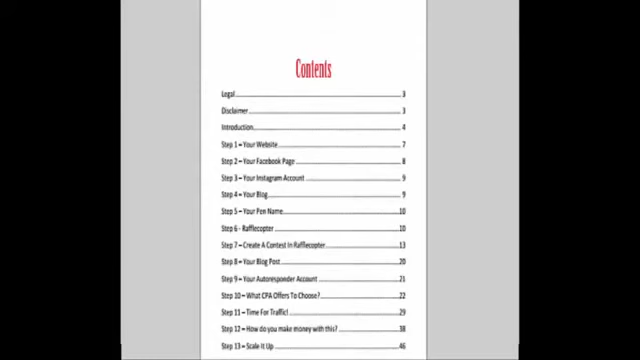 Contents
Legal 3
Disclaimer 3
Introduction 4
Step 1 – Your Website 7
Step 2 – Your Facebook Page 8
Step 3 – Your Instagram Account 9
Step 4 – Your Blog 9
Step 5 – Your Pen Name 10
Step 6 - Rafflecopter 10
Step 7 – Create A Contest In Rafflecopter 13
Step 8 – Your Blog Post 20
Step 9 – Your Autoresponder Account 21
Step 10 – What CPA Offers To Choose? 22
Step 11 – Time For Traffic! 29
Step 12 – How do you make money with this? 38
Step 13 – Scale It Up 46